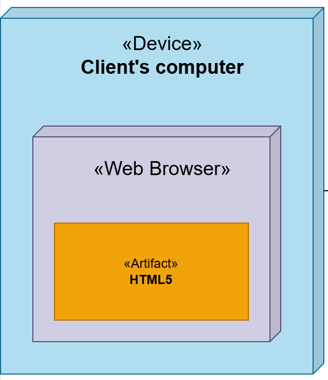 «Device»
Client's computer
«Web Browser»
«Artifact»
HTML5